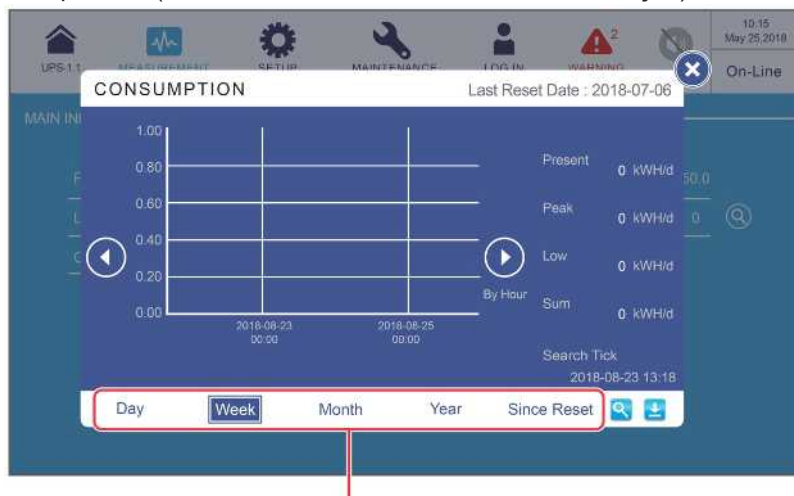 10:15
May 25,2018
2
UPS-1.1.
MEASUREMENT
SETUP
MAINTENANCE
LOG IN
WARNING
On-Line
CONSUMPTION
Last Reset Date : 2018-07-06
MAIN IN
1.00
0.80
0.60
0.40
0.20
0.00
2018-08-23
00:00
2018-08-25
00:00
By Hour
Present 0 kWH/d
Peak 0 kWH/d
Low 0 kWH/d
Sum 0 kWH/d
50.0
0
Search Tick
2018-08-23 13:18
Day Week Month Year Since Reset